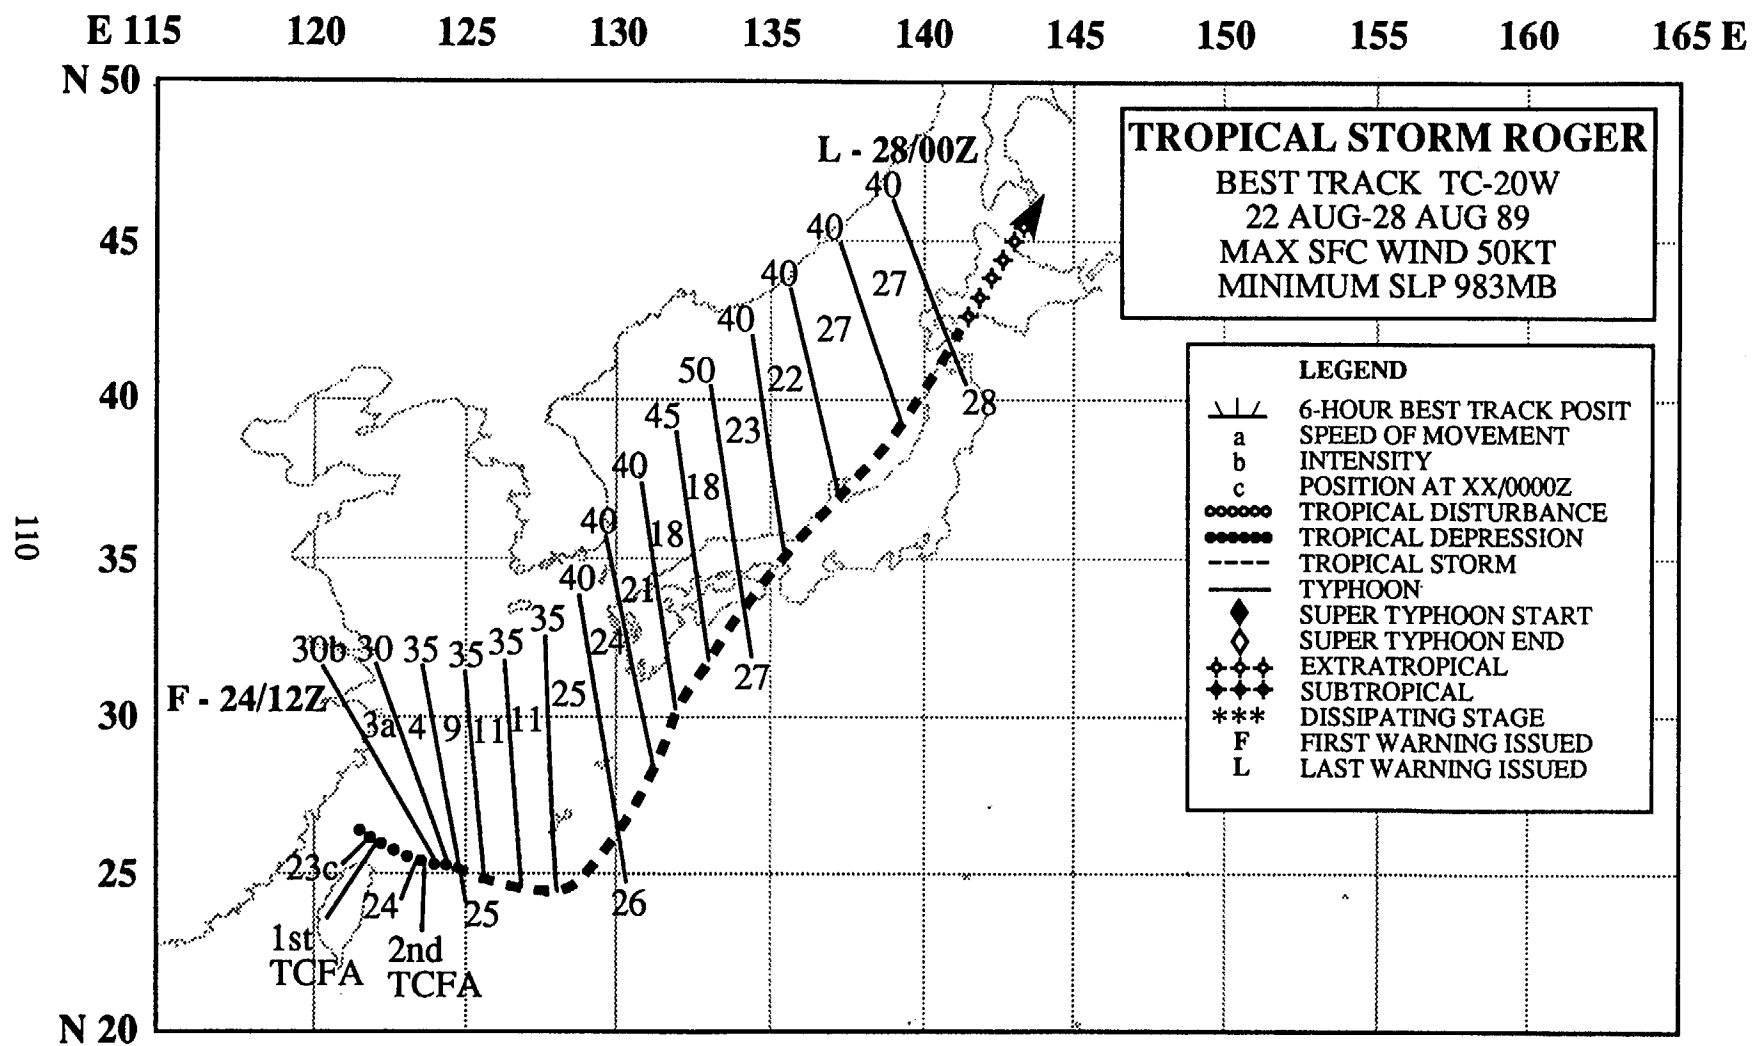 E 115 120 125 130 135 140 145 150 155 160 165 E
N 50
45
40
35
30
25
N 20
110
TROPICAL STORM ROGER
BEST TRACK TC-20W
22 AUG-28 AUG 89
MAX SFC WIND 50KT
MINIMUM SLP 983MB
LEGEND
6-HOUR BEST TRACK POSIT
a SPEED OF MOVEMENT
b INTENSITY
c POSITION AT XX/0000Z
TROPICAL DISTURBANCE
TROPICAL DEPRESSION
TROPICAL STORM
TYPHOON
SUPER TYPHOON START
SUPER TYPHOON END
EXTRATROPICAL
SUBTROPICAL
*** DISSIPATING STAGE
F FIRST WARNING ISSUED
L LAST WARNING ISSUED
L - 28/00Z
40
40
40
40
50
45
40
40
40
35
35
35
35
30
30b
F - 24/12Z
3a
4
9
11
11
25
24
21
18
18
23
22
27
27
23c
24
25
26
27
28
1st
TCFA
2nd
TCFA